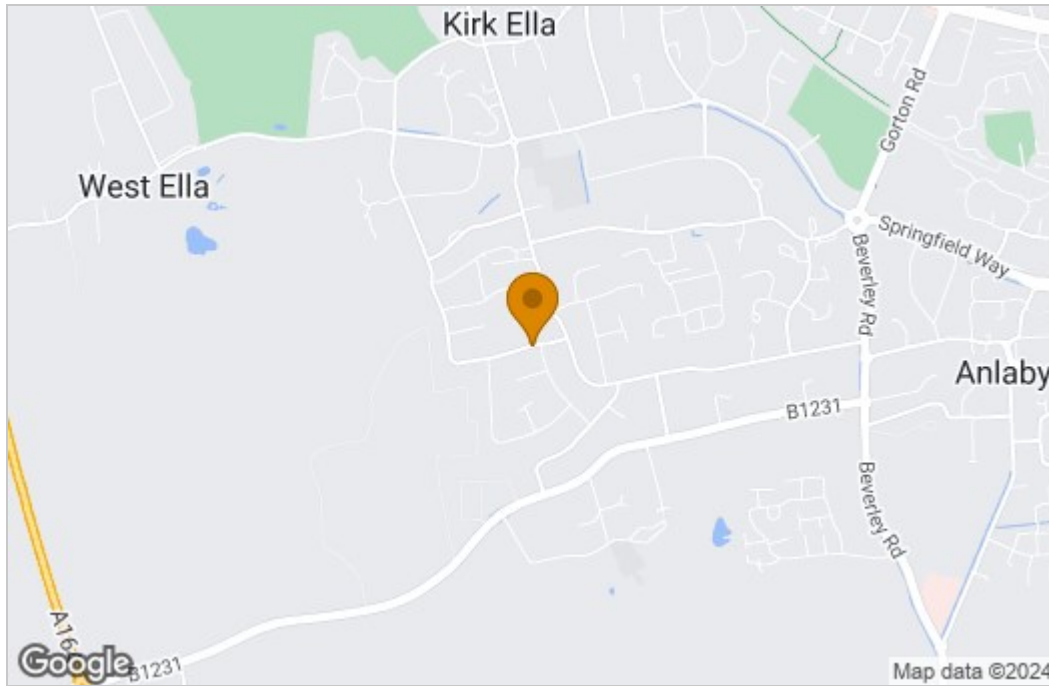 Kirk Ella
Gorton Rd
West Ella
Springfield Way
Beverley Rd
Anlaby
B1231
Beverley Rd
A16
B1231
Google
Map data ©2024